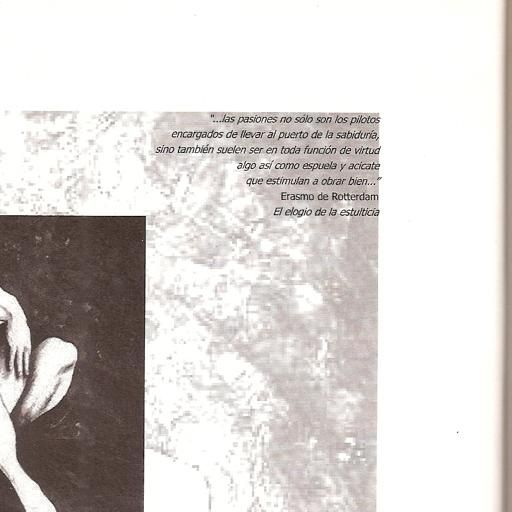 "...las pasiones no sólo son los pilotos
encargados de llevar al puerto de la sabiduría,
sino también suelen ser en toda función de virtud
algo así como espuela y acicate
que estimulan a obrar bien..."
Erasmo de Rotterdam
El elogio de la estulticia